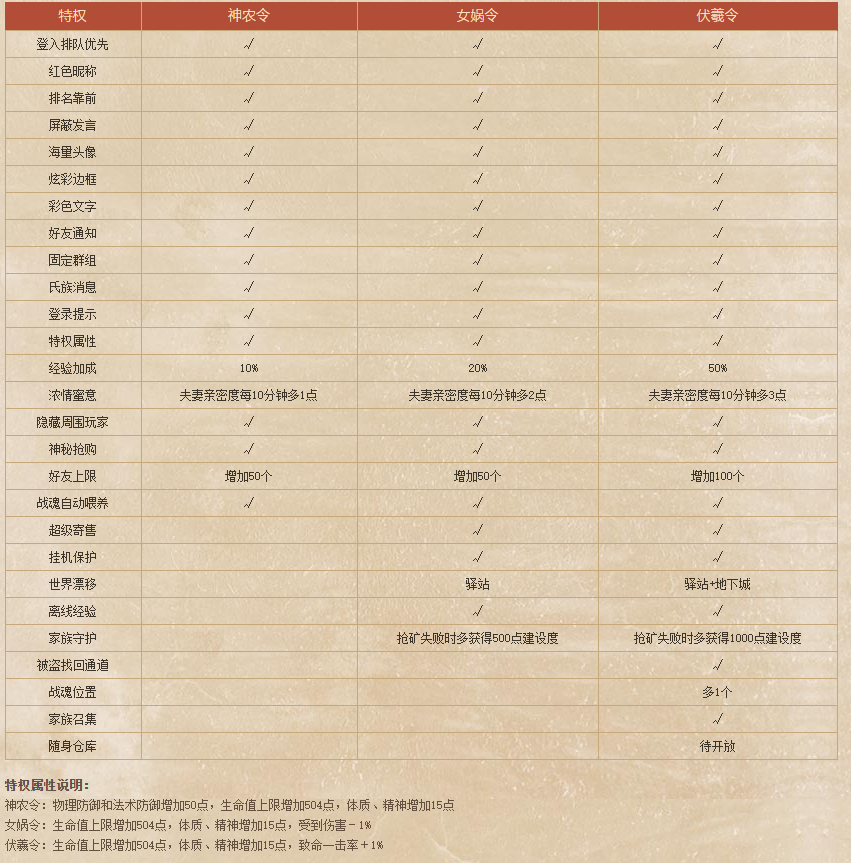 特权 神农令 女娲令 伏羲令
登入排队优先 √ √ √
红色昵称 √ √ √
排名靠前 √ √ √
屏蔽发言 √ √ √
海量头像 √ √ √
炫彩边框 √ √ √
彩色文字 √ √ √
好友通知 √ √ √
固定群组 √ √ √
氏族消息 √ √ √
登录提示 √ √ √
特权属性 √ √ √
经验加成 10% 20% 50%
浓情蜜意 夫妻亲密度每10分钟多1点 夫妻亲密度每10分钟多2点 夫妻亲密度每10分钟多3点
隐藏周围玩家 √ √ √
神秘抢购 √ √ √
好友上限 增加50个 增加50个 增加100个
战魂自动喂养 √ √ √
超级寄售 √ √
挂机保护 √ √
世界漂移 驿站 驿站+地下城
离线经验 √ √
家族守护 抢矿失败时多获得500点建设度 抢矿失败时多获得1000点建设度
被盗找回通道 √
战魂位置 多1个
家族召集 √
随身仓库 待开放
特权属性说明:
神农令: 物理防御和法术防御增加50点, 生命值上限增加504点, 体质、精神增加15点
女娲令: 生命值上限增加504点, 体质、精神增加15点, 受到伤害-1%
伏羲令: 生命值上限增加504点, 体质、精神增加15点, 致命一击率+1%